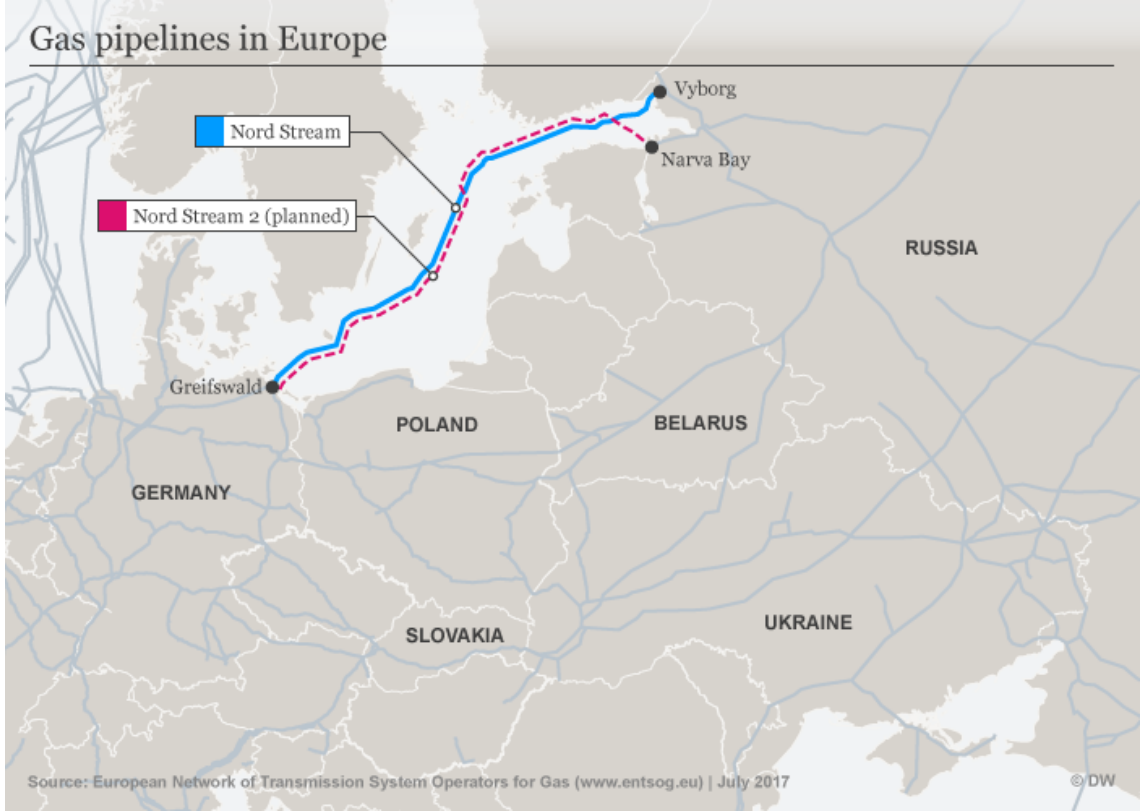 Gas pipelines in Europe
Vyborg
Nord Stream
Narva Bay
Nord Stream 2 (planned)
RUSSIA
Greifswald
POLAND
BELARUS
GERMANY
UKRAINE
SLOVAKIA
Source: European Network of Transmission System Operators for Gas (www.entsog.eu) | July 2017
© DW